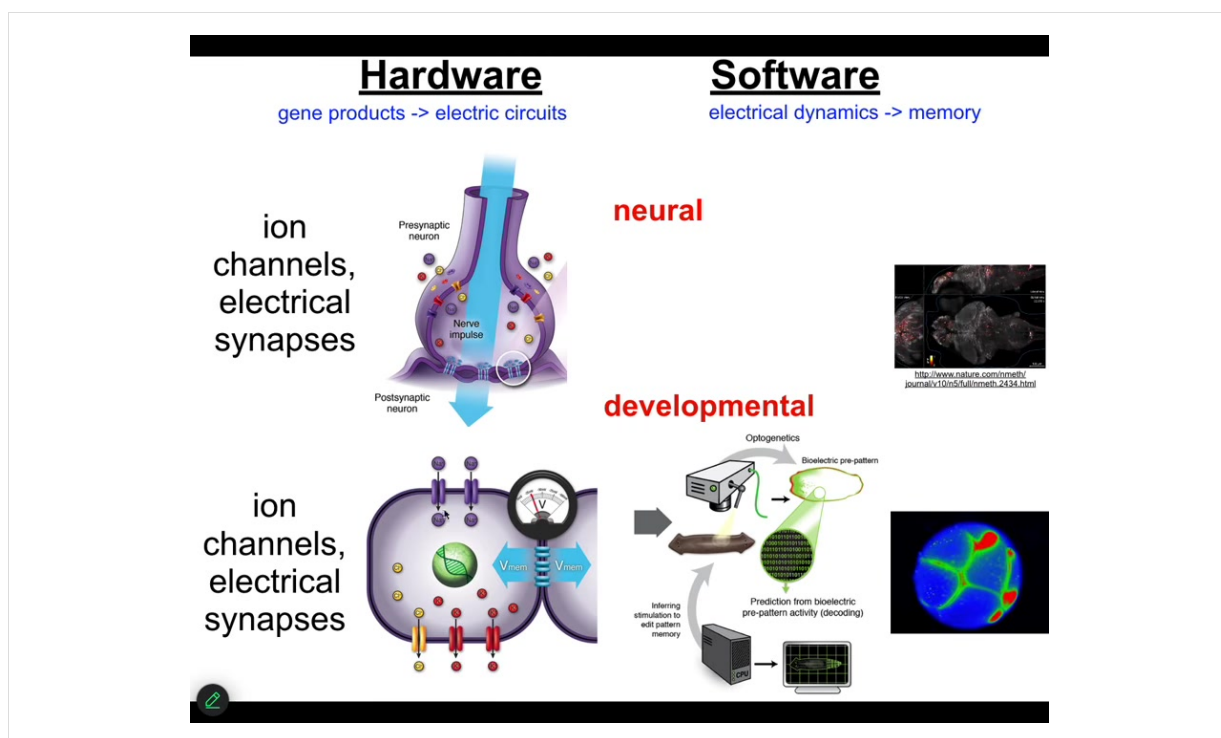 Hardware
gene products -> electric circuits
Software
electrical dynamics -> memory
ion
channels,
electrical
synapses
Presynaptic
neuron
Nerve
impulse
Postsynaptic
neuron
neural
http://www.nature.com/nmeth/
journal/v10/n5/full/nmeth.2434.html
developmental
ion
channels,
electrical
synapses
V
Vmem
Vmem
Optogenetics
Bioelectric pre-pattern
Prediction from bioelectric
pre-pattern activity (decoding)
Inferring
stimulation to
edit pattern
memory
CPU